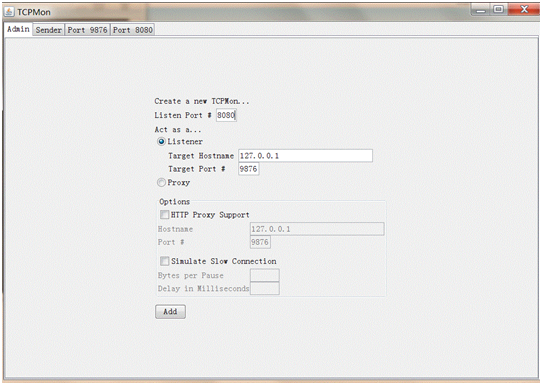 TCPMon
Admin Sender Port 9876 Port 8080
Create a new TCPMon...
Listen Port # 8080
Act as a...
Listener
Target Hostname 127.0.0.1
Target Port # 9876
Proxy
Options
HTTP Proxy Support
Hostname 127.0.0.1
Port # 9876
Simulate Slow Connection
Bytes per Pause
Delay in Milliseconds
Add